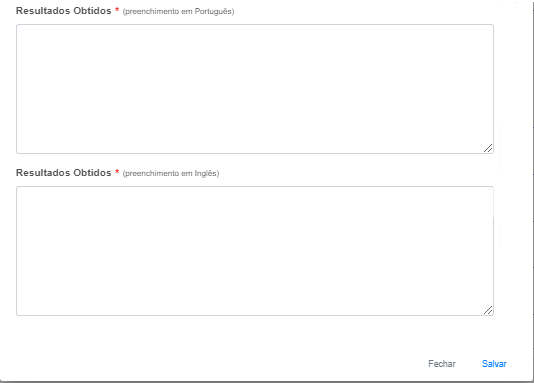 Resultados Obtidos * (preenchimento em Português)
Resultados Obtidos * (preenchimento em Inglês)
Fechar Salvar